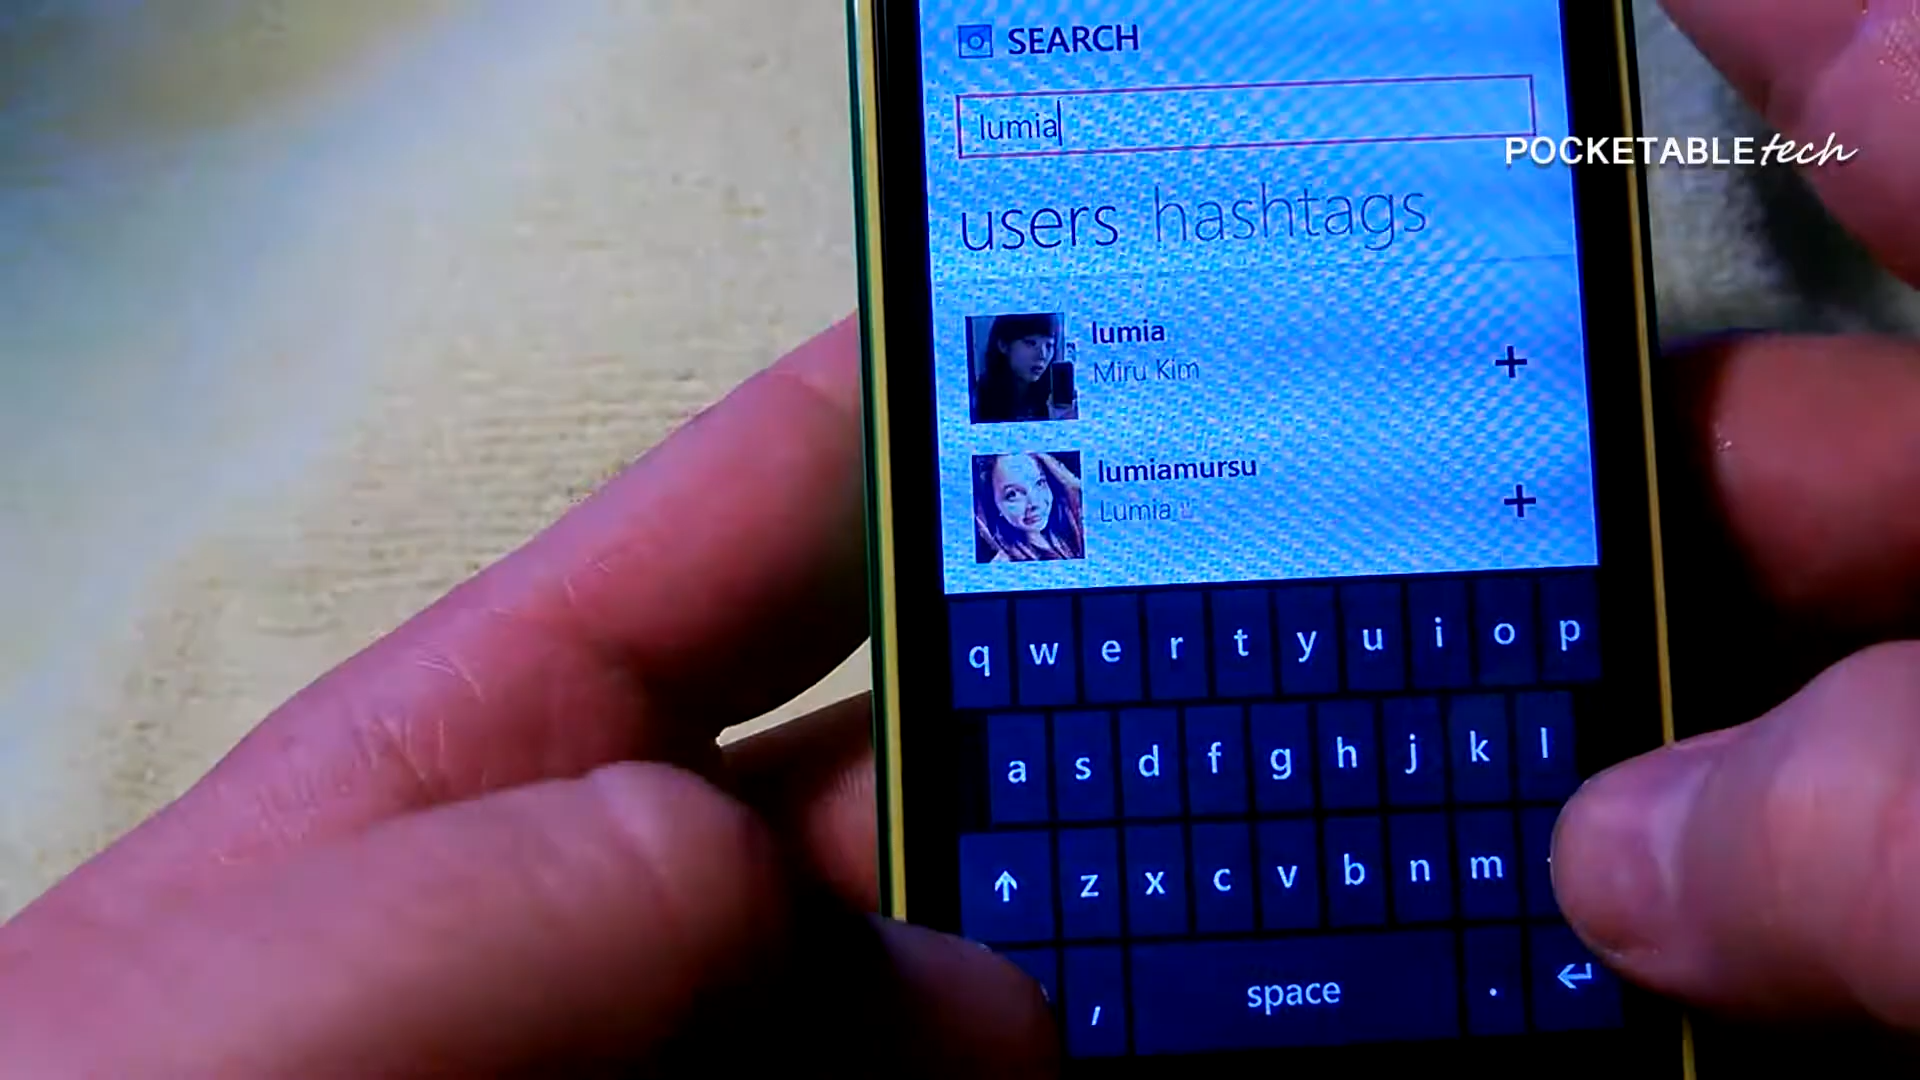 SEARCH
lumia
POCKETABLEtech
users hashtags
lumia
Miru Kim
lumiamursu
Lumia
q w e r t y u i o p
a s d f g h j k l
z x c v b n m
, space .